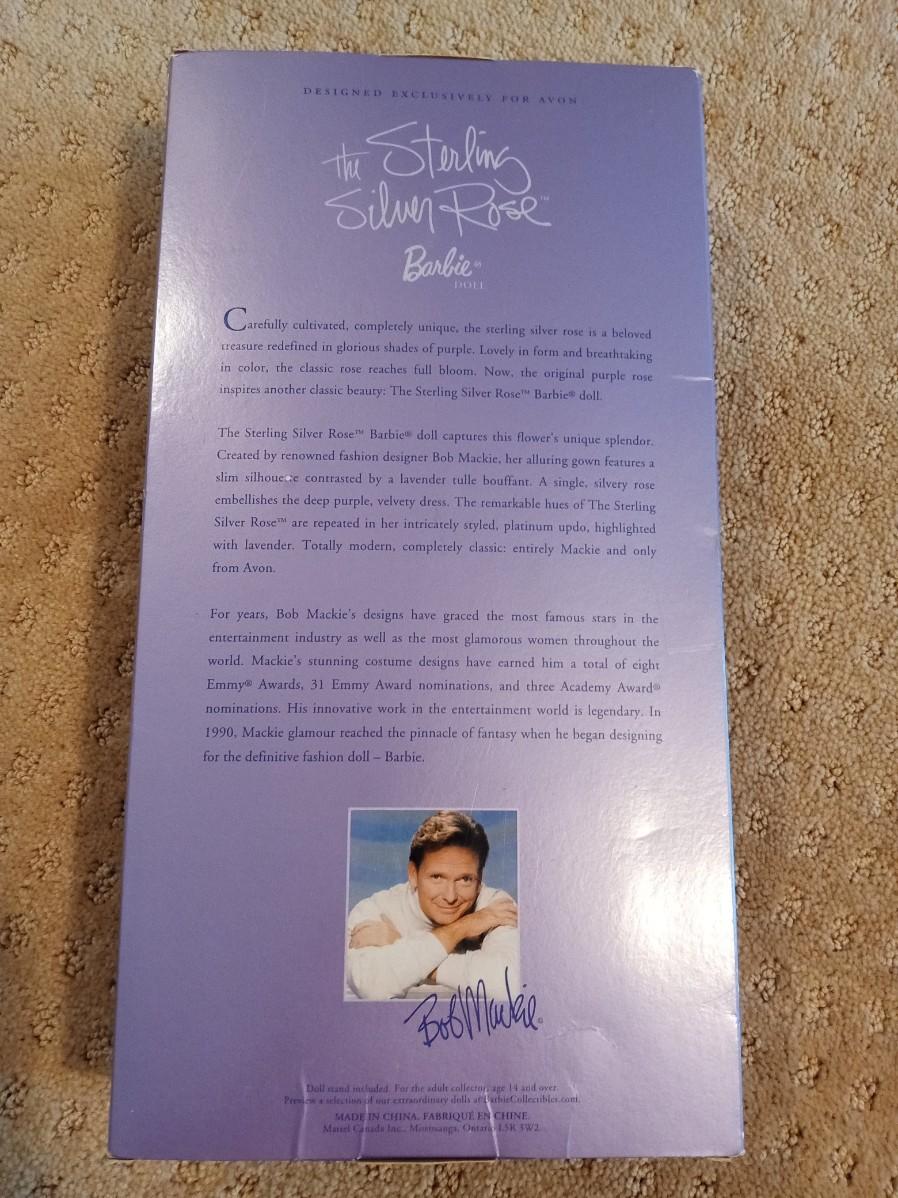 DESIGNED EXCLUSIVELY FOR AVON
the Sterling
Silver Rose™
Barbie®
DOLL
Carefully cultivated, completely unique, the sterling silver rose is a beloved
treasure redefined in glorious shades of purple. Lovely in form and breathtaking
in color, the classic rose reaches full bloom. Now, the original purple rose
inspires another classic beauty: The Sterling Silver Rose™ Barbie® doll.
The Sterling Silver Rose™ Barbie® doll captures this flower's unique splendor.
Created by renowned fashion designer Bob Mackie, her alluring gown features a
slim silhouette contrasted by a lavender tulle bouffant. A single, silvery rose
embellishes the deep purple, velvety dress. The remarkable hues of The Sterling
Silver Rose™ are repeated in her intricately styled, platinum updo, highlighted
with lavender. Totally modern, completely classic: entirely Mackie and only
from Avon.
For years, Bob Mackie's designs have graced the most famous stars in the
entertainment industry as well as the most glamorous women throughout the
world. Mackie's stunning costume designs have earned him a total of eight
Emmy® Awards, 31 Emmy Award nominations, and three Academy Award®
nominations. His innovative work in the entertainment world is legendary. In
1990, Mackie glamour reached the pinnacle of fantasy when he began designing
for the definitive fashion doll – Barbie.
Bob Mackie®
Doll stand included. For the adult collector, age 14 and over.
Preview a selection of our extraordinary dolls at BarbieCollectibles.com.
MADE IN CHINA. FABRIQUÉ EN CHINE.
Mattel Canada Inc., Mississauga, Ontario L5R 3W2.